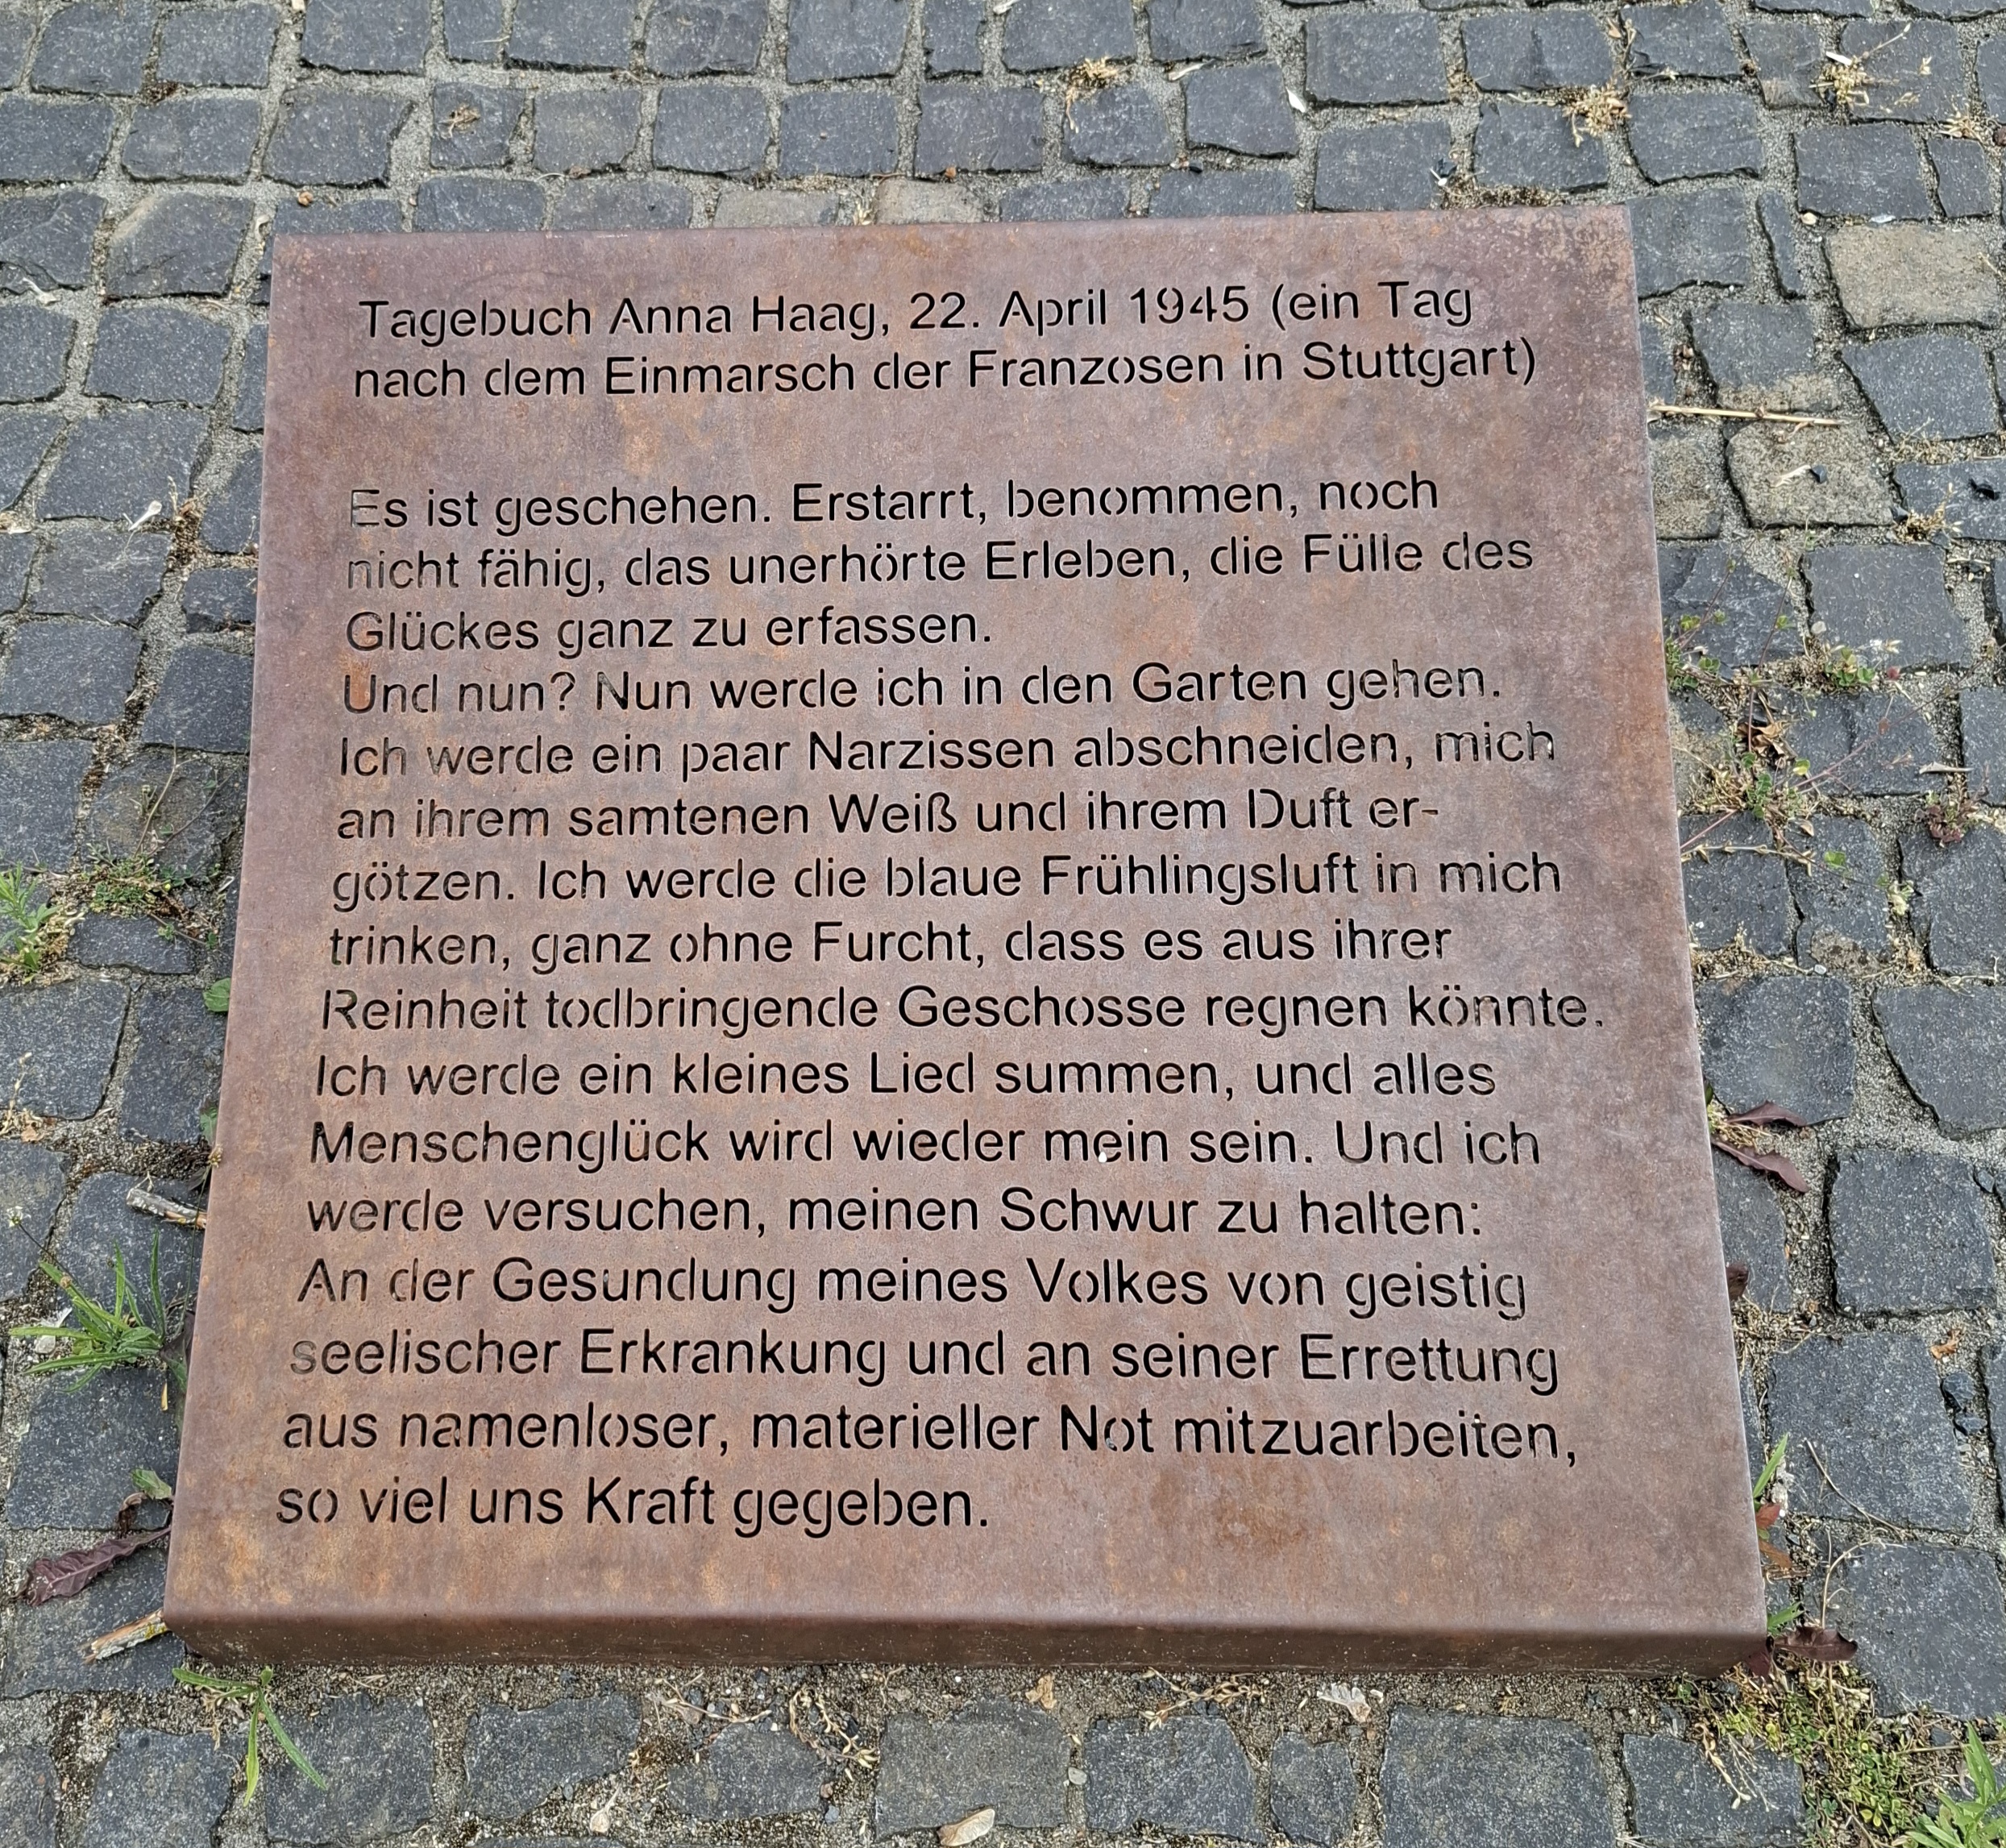 Tagebuch Anna Haag, 22. April 1945 (ein Tag
nach dem Einmarsch der Franzosen in Stuttgart)
Es ist geschehen. Erstarrt, benommen, noch
nicht fähig, das unerhörte Erleben, die Fülle des
Glückes ganz zu erfassen.
Und nun? Nun werde ich in den Garten gehen.
Ich werde ein paar Narzissen abschneiden, mich
an ihrem samtenen Weiß und ihrem Duft er-
götzen. Ich werde die blaue Frühlingsluft in mich
trinken, ganz ohne Furcht, dass es aus ihrer
Reinheit todbringende Geschosse regnen könnte.
Ich werde ein kleines Lied summen, und alles
Menschenglück wird wieder mein sein. Und ich
werde versuchen, meinen Schwur zu halten:
An der Gesundung meines Volkes von geistig
seelischer Erkrankung und an seiner Errettung
aus namenloser, materieller Not mitzuarbeiten,
so viel uns Kraft gegeben.